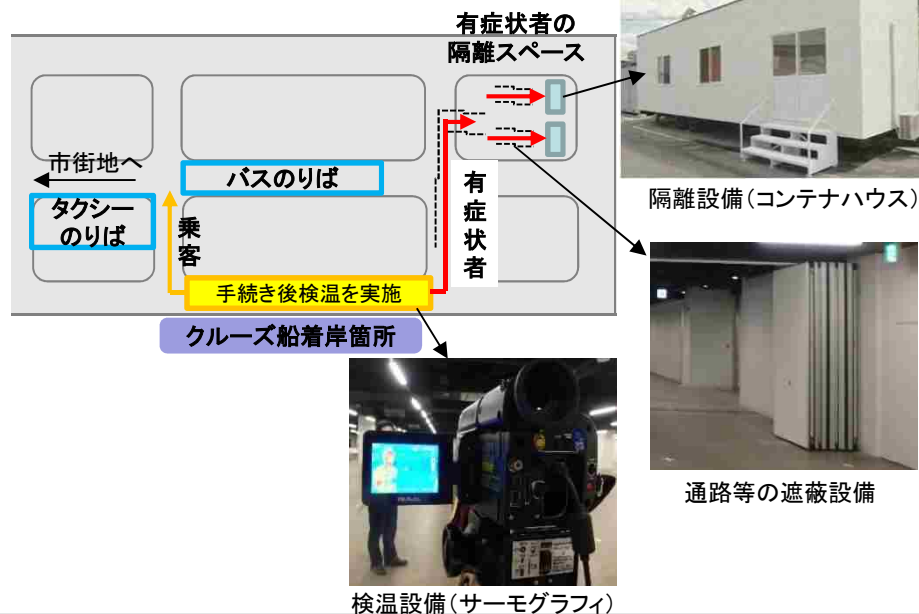 有症状者の
隔離スペース
市街地へ
バスのりば
タクシー
のりば
乗客
有症状者
手続き後検温を実施
クルーズ船着岸箇所
隔離設備(コンテナハウス)
通路等の遮蔽設備
検温設備(サーモグラフィ)